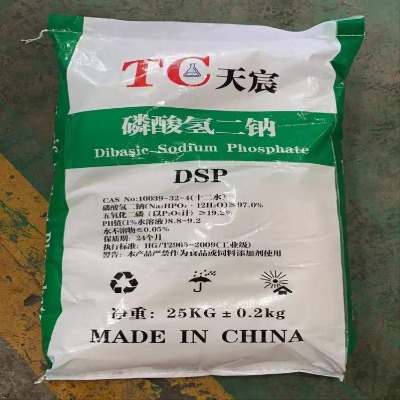 TC天宸
磷酸氢二钠
Dibasic Sodium Phosphate
DSP
CAS No:10039-32-4(十二水)
磷酸氢二钠(Na₂HPO₄·12H₂O)≥97.0%
五氧化二磷(以P₂O₅计)≥19.2%
PH值(1%水溶液)8.8-9.2
水不溶物≤0.05%
保质期:24个月
执行标准:HG/T2965-2009(工业级)
警告:本产品严禁作为食品或饲料添加剂使用
净重:25KG±0.2kg
MADE IN CHINA